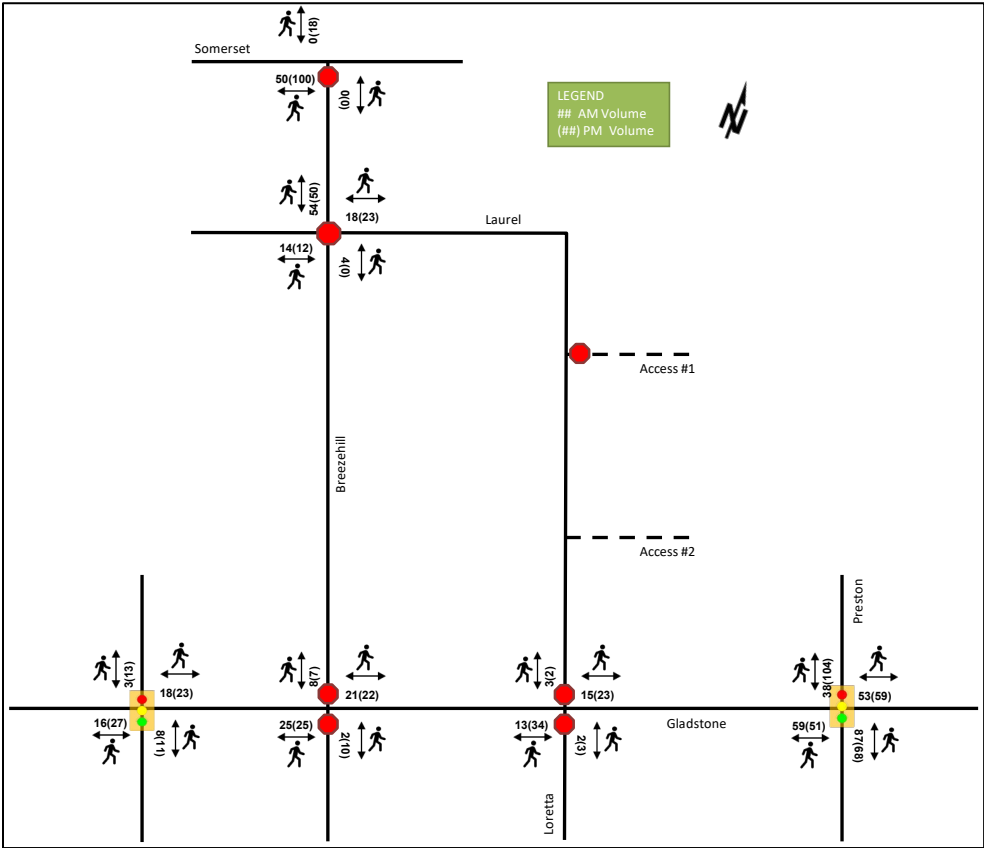 0(18)
Somerset
50(100)
0(0)
LEGEND
## AM Volume
(##) PM Volume
N
54(50)
18(23)
Laurel
14(12)
4(0)
Access #1
Breezehill
Access #2
Preston
3(13)
18(23)
8(7)
21(22)
3(2)
15(23)
38(104)
53(59)
16(27)
8(11)
25(25)
2(10)
13(34)
2(3)
Gladstone
59(51)
87(68)
Loretta